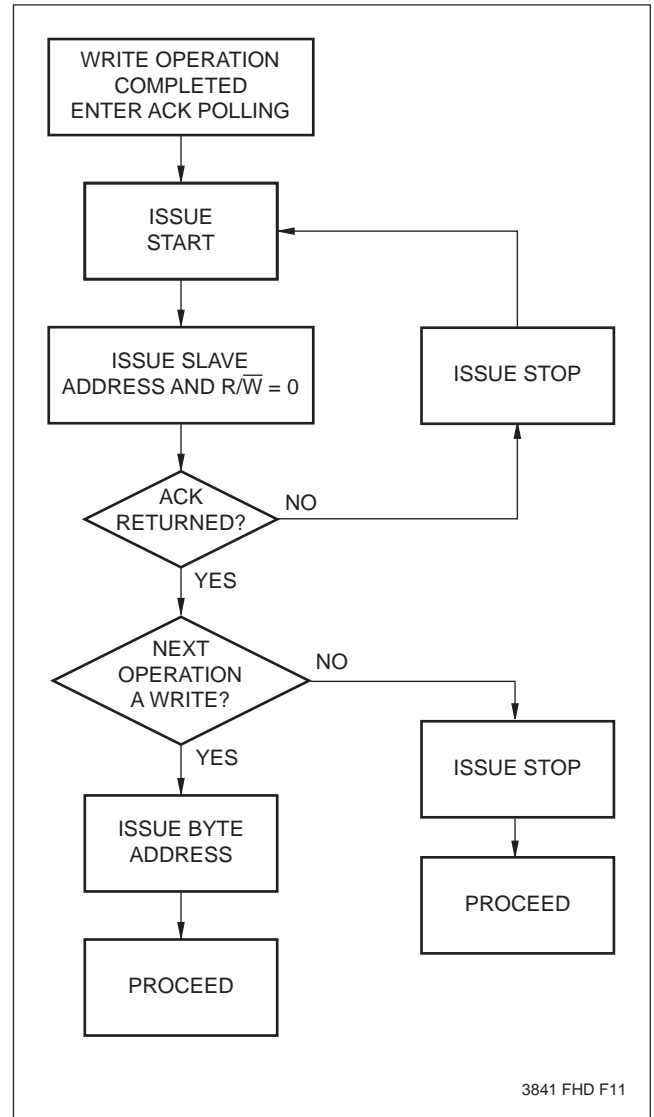 WRITE OPERATION
COMPLETED
ENTER ACK POLLING
ISSUE
START
ISSUE SLAVE
ADDRESS AND R/W̅ = 0
ISSUE STOP
ACK
RETURNED?
NO
YES
NEXT
OPERATION
A WRITE?
NO
YES
ISSUE STOP
ISSUE BYTE
ADDRESS
PROCEED
PROCEED
3841 FHD F11